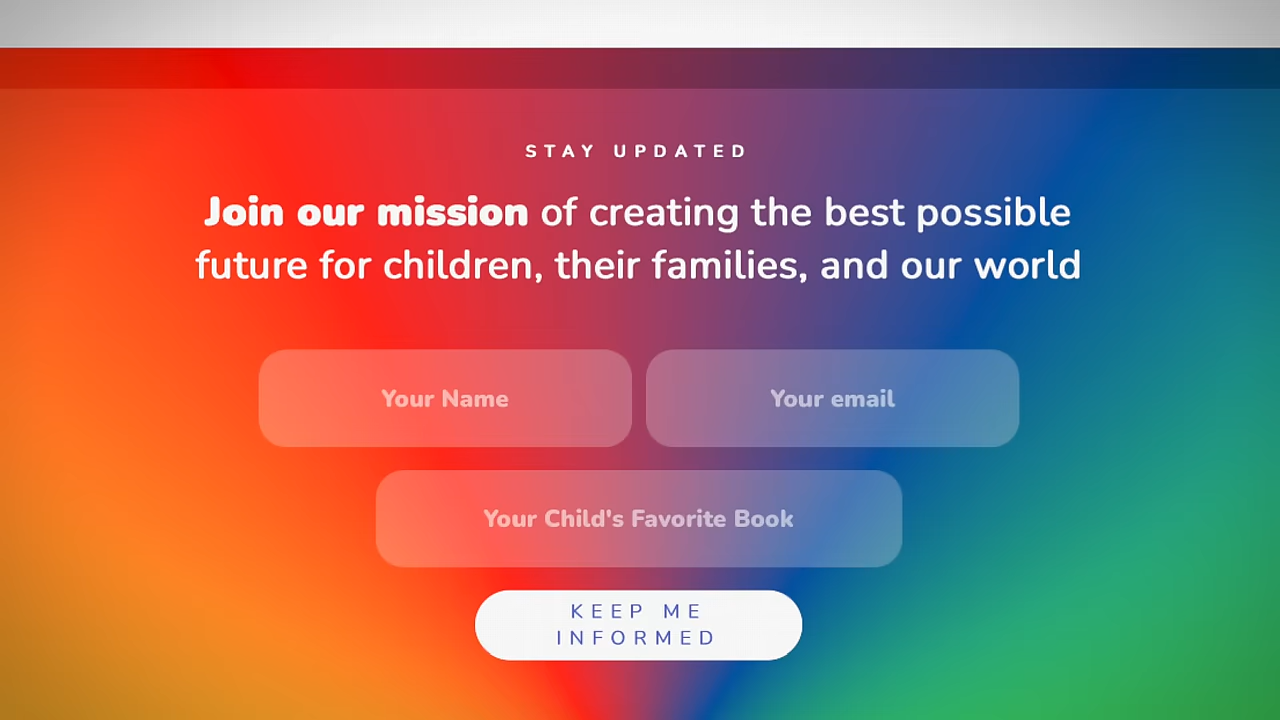 STAY UPDATED
Join our mission of creating the best possible
future for children, their families, and our world
Your Name
Your email
Your Child's Favorite Book
KEEP ME
INFORMED